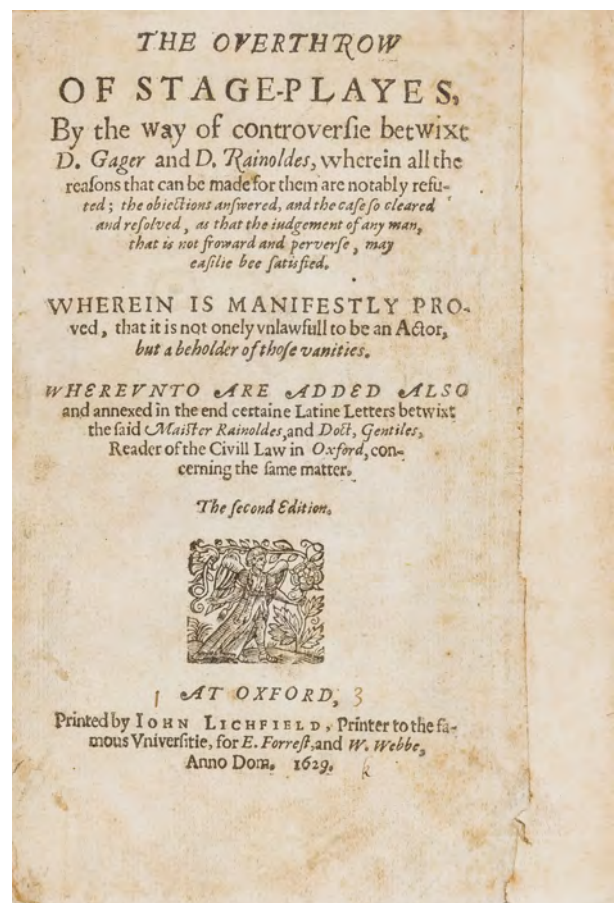 THE OVERTHROW
OF STAGE-PLAYES,
By the way of controverſie betwixt
D. Gager and D. Rainoldes, wherein all the
reaſons that can be made for them are notably refu-
ted; the obiections anſwered, and the caſe ſo cleared
and reſolved, as that the iudgement of any man,
that is not froward and perverſe, may
eaſilie bee ſatisfied.
WHEREIN IS MANIFESTLY PRO-
ved, that it is not onely vnlawfull to be an Actor,
but a beholder of thoſe vanities.
WHEREVNTO ARE ADDED ALSO
and annexed in the end certaine Latine Letters betwixt
the ſaid Maiſter Rainoldes, and Doct, Gentiles,
Reader of the Civill Law in Oxford, con-
cerning the ſame matter.
The ſecond Edition.
1 AT OXFORD, 3
Printed by IOHN LICHFIELD, Printer to the fa-
mous Vniverſitie, for E. Forreſt, and W. Webbe,
Anno Dom. 1629. k